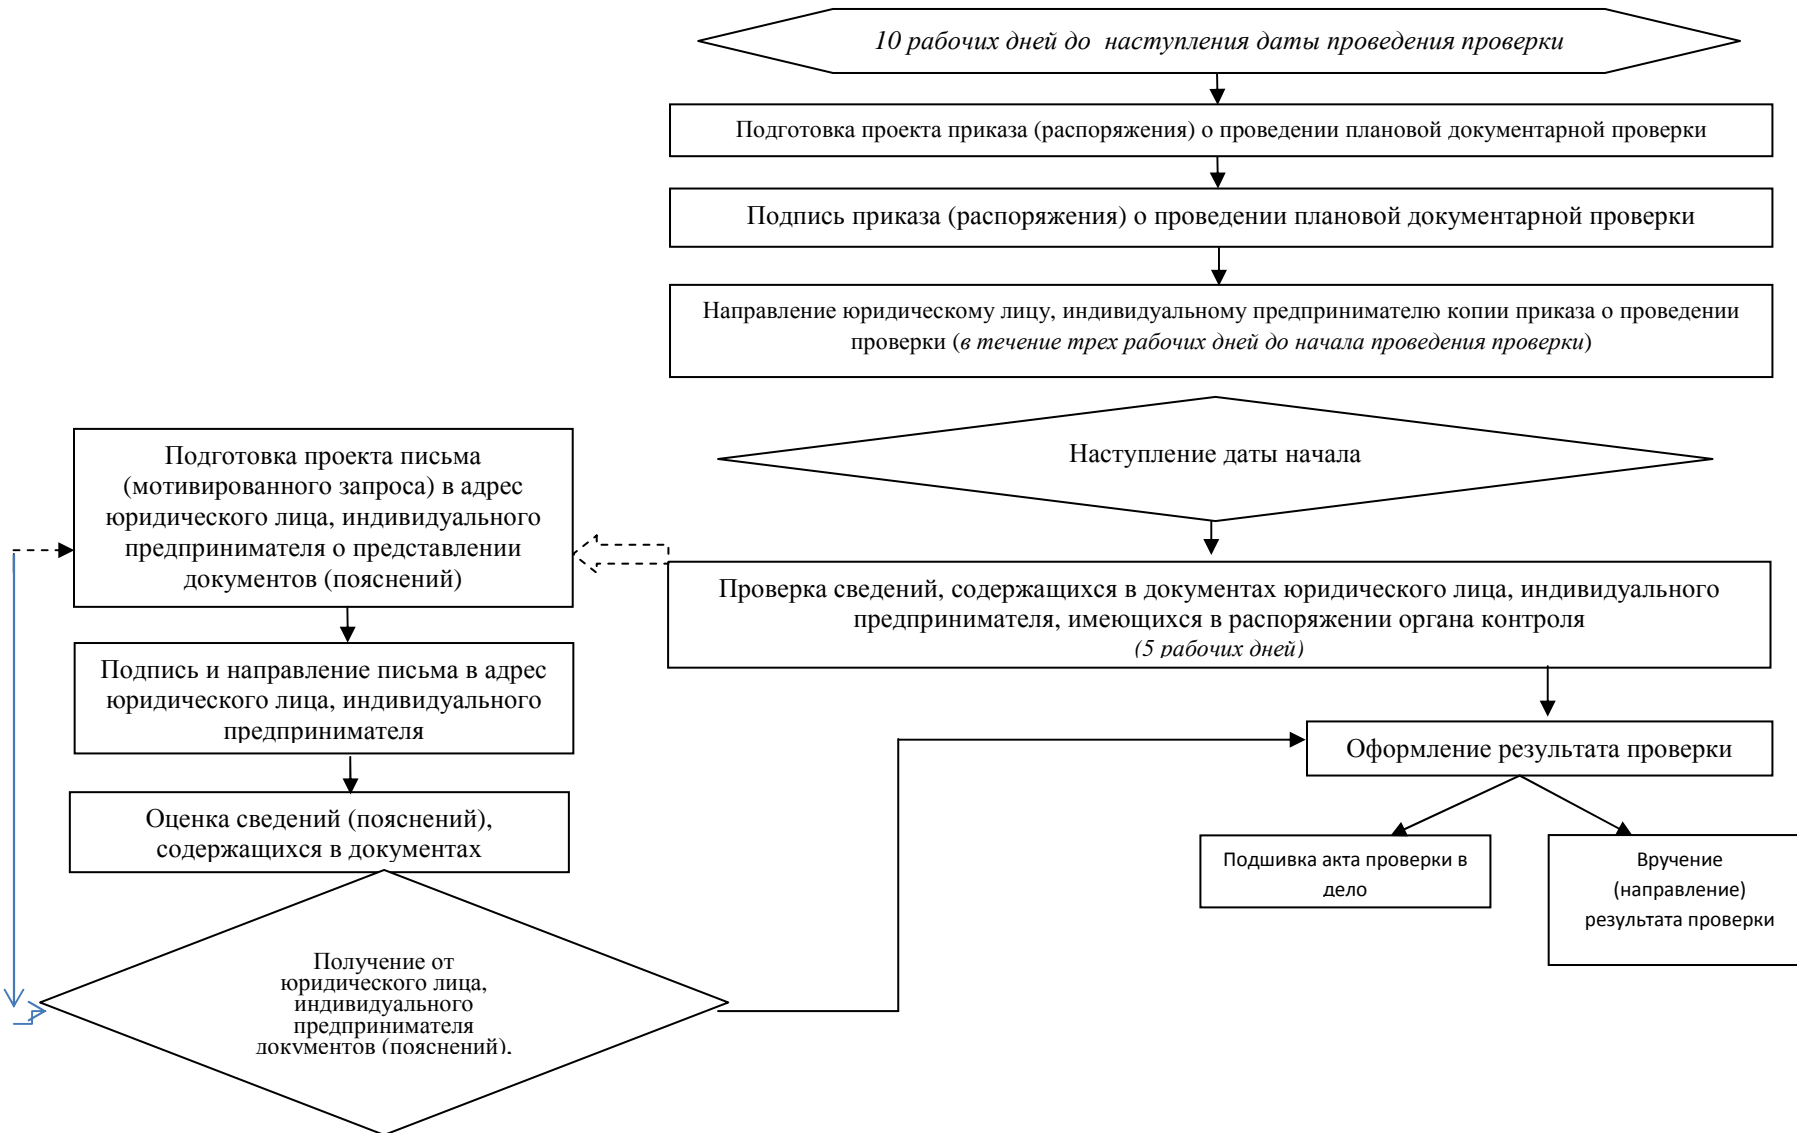 10 рабочих дней до наступления даты проведения проверки
Подготовка проекта приказа (распоряжения) о проведении плановой документарной проверки
Подпись приказа (распоряжения) о проведении плановой документарной проверки
Направление юридическому лицу, индивидуальному предпринимателю копии приказа о проведении
проверки (в течение трех рабочих дней до начала проведения проверки)
Наступление даты начала
Проверка сведений, содержащихся в документах юридического лица, индивидуального
предпринимателя, имеющихся в распоряжении органа контроля
(5 рабочих дней)
Подготовка проекта письма
(мотивированного запроса) в адрес
юридического лица, индивидуального
предпринимателя о представлении
документов (пояснений)
Подпись и направление письма в адрес
юридического лица, индивидуального
предпринимателя
Оценка сведений (пояснений),
содержащихся в документах
Получение от
юридического лица,
индивидуального
предпринимателя
документов (пояснений).
Оформление результата проверки
Подшивка акта проверки в
дело
Вручение
(направление)
результата проверки